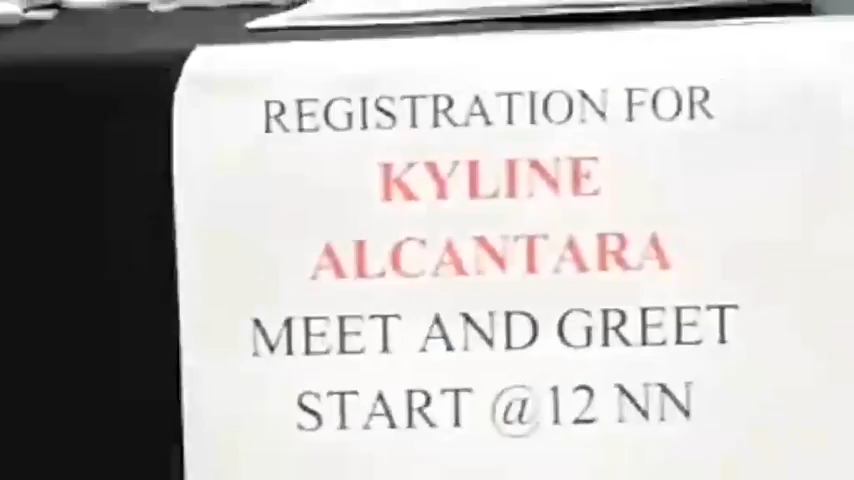 REGISTRATION FOR
KYLINE
ALCANTARA
MEET AND GREET
START @12 NN